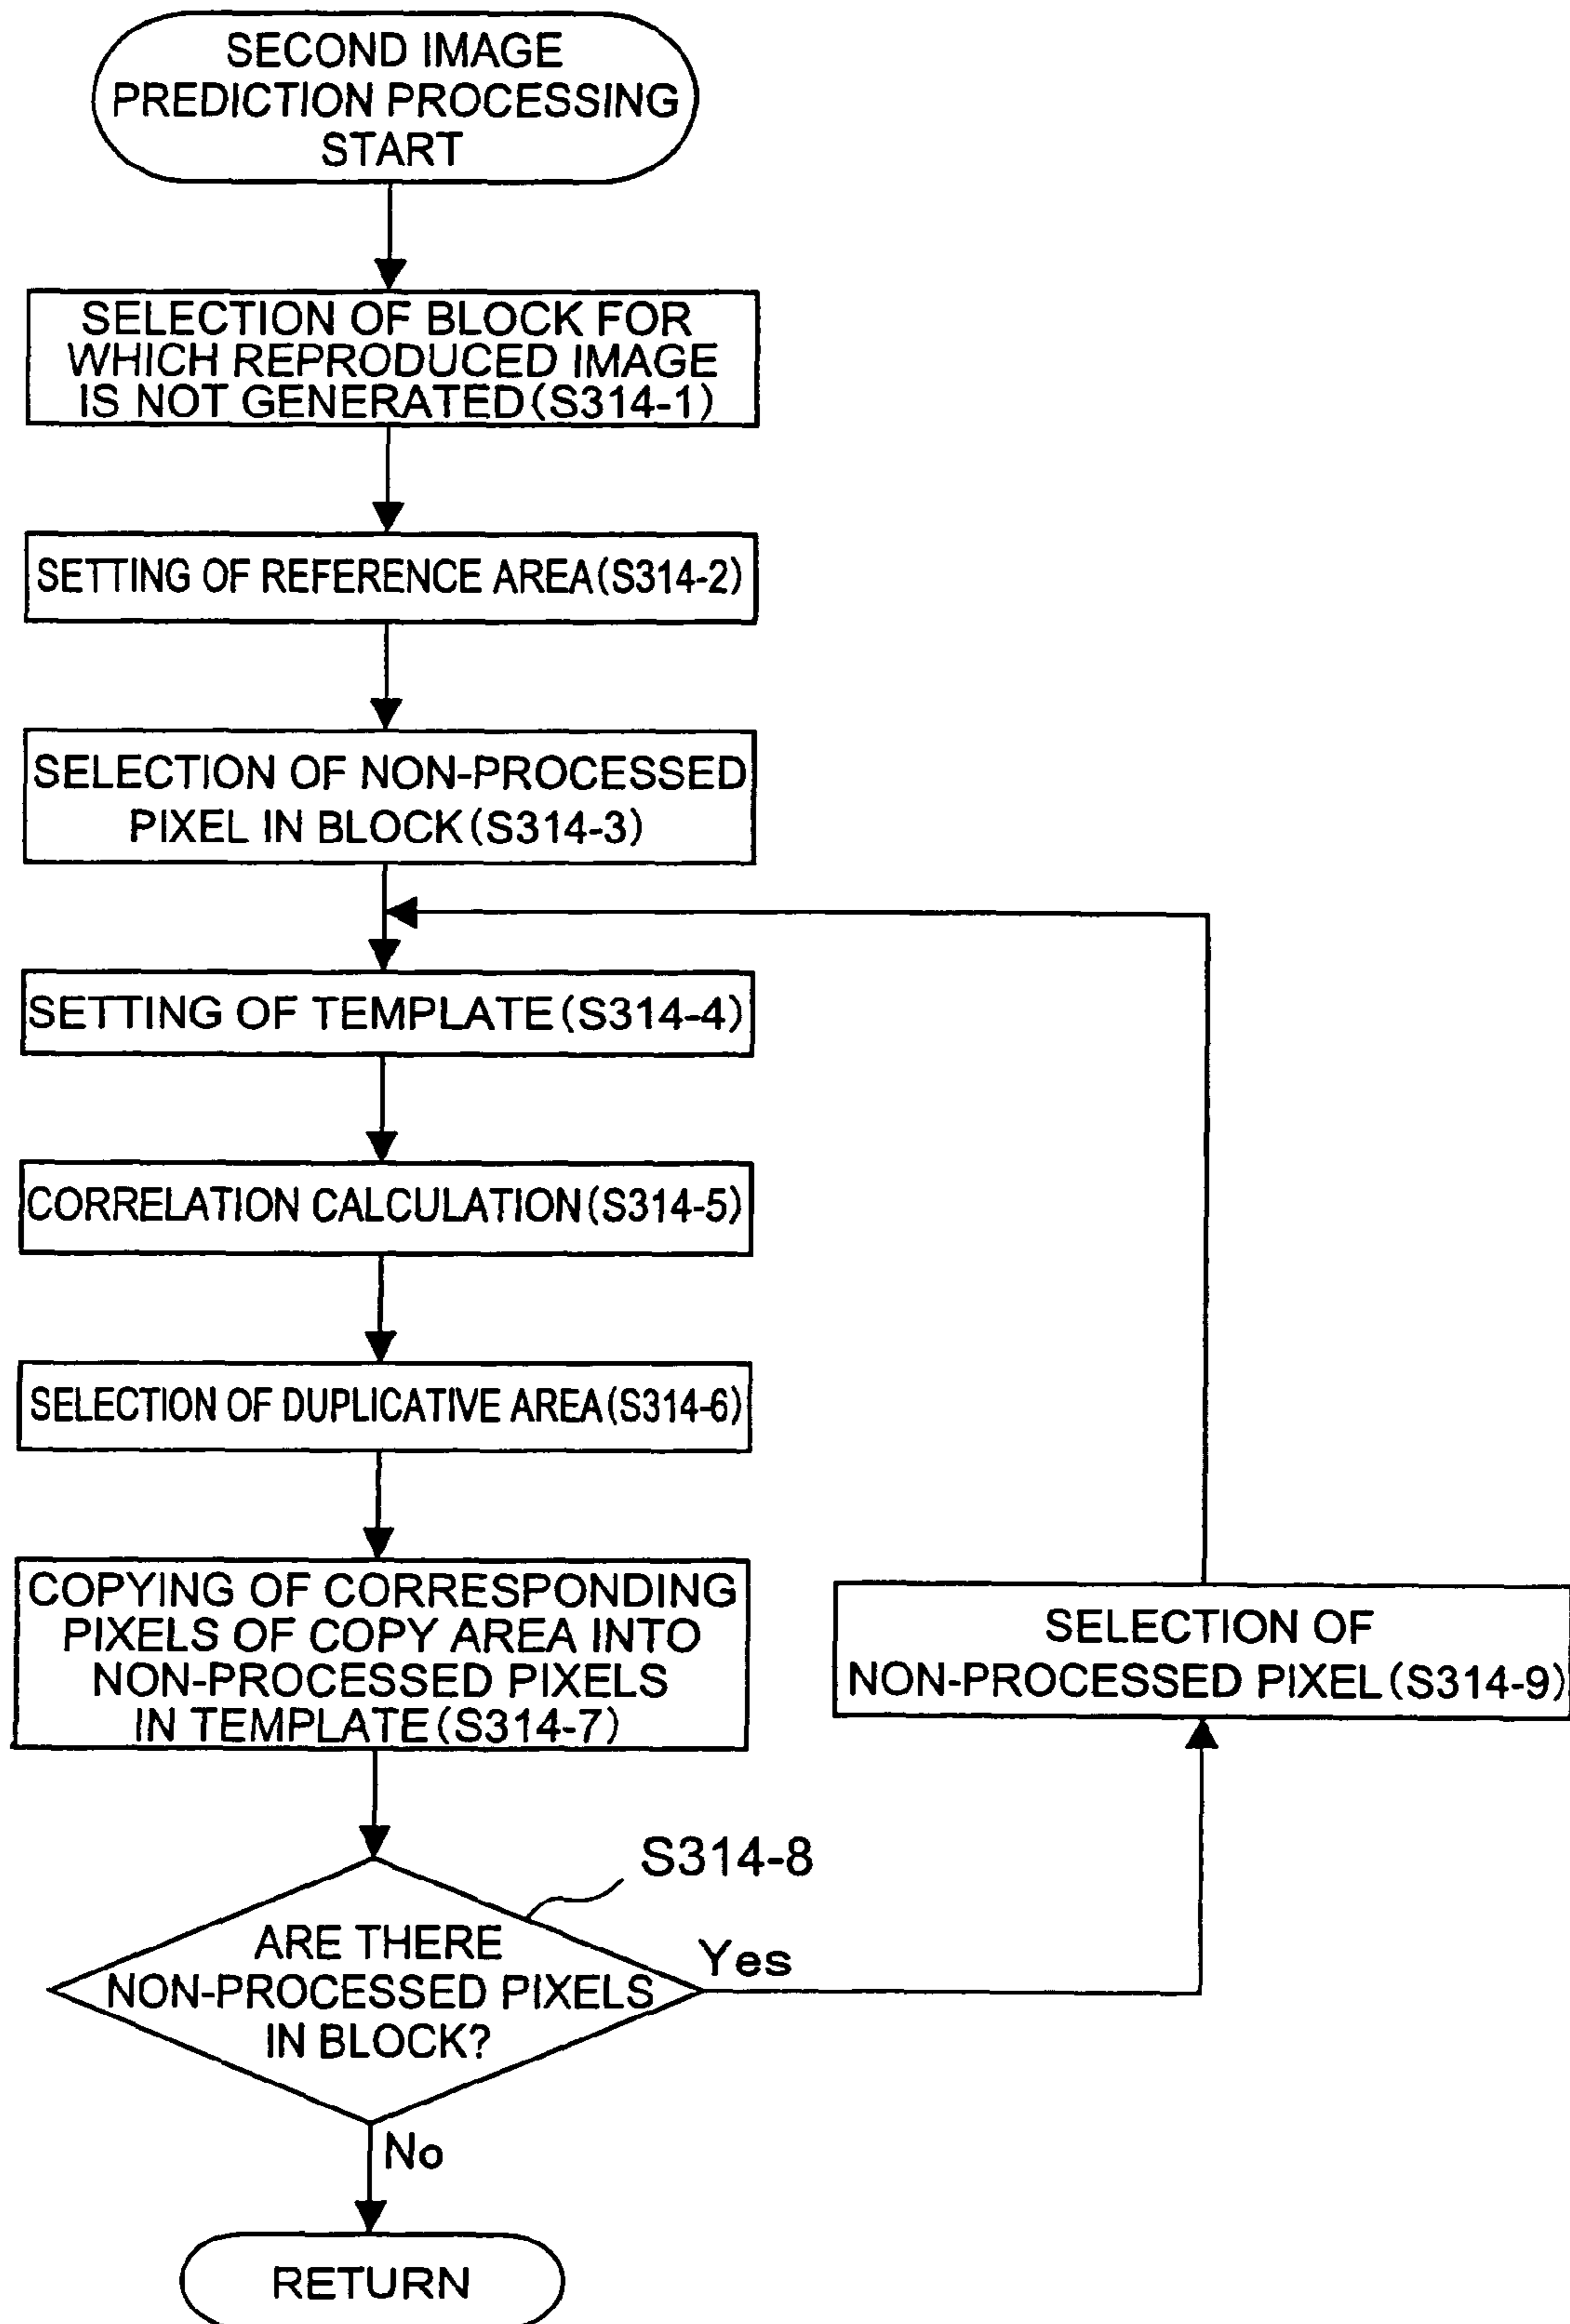 SECOND IMAGE
PREDICTION PROCESSING
START
SELECTION OF BLOCK FOR
WHICH REPRODUCED IMAGE
IS NOT GENERATED(S314-1)
SETTING OF REFERENCE AREA(S314-2)
SELECTION OF NON-PROCESSED
PIXEL IN BLOCK(S314-3)
SETTING OF TEMPLATE(S314-4)
CORRELATION CALCULATION(S314-5)
SELECTION OF DUPLICATIVE AREA(S314-6)
COPYING OF CORRESPONDING
PIXELS OF COPY AREA INTO
NON-PROCESSED PIXELS
IN TEMPLATE(S314-7)
SELECTION OF
NON-PROCESSED PIXEL(S314-9)
S314-8
ARE THERE
NON-PROCESSED PIXELS
IN BLOCK?
Yes
No
RETURN